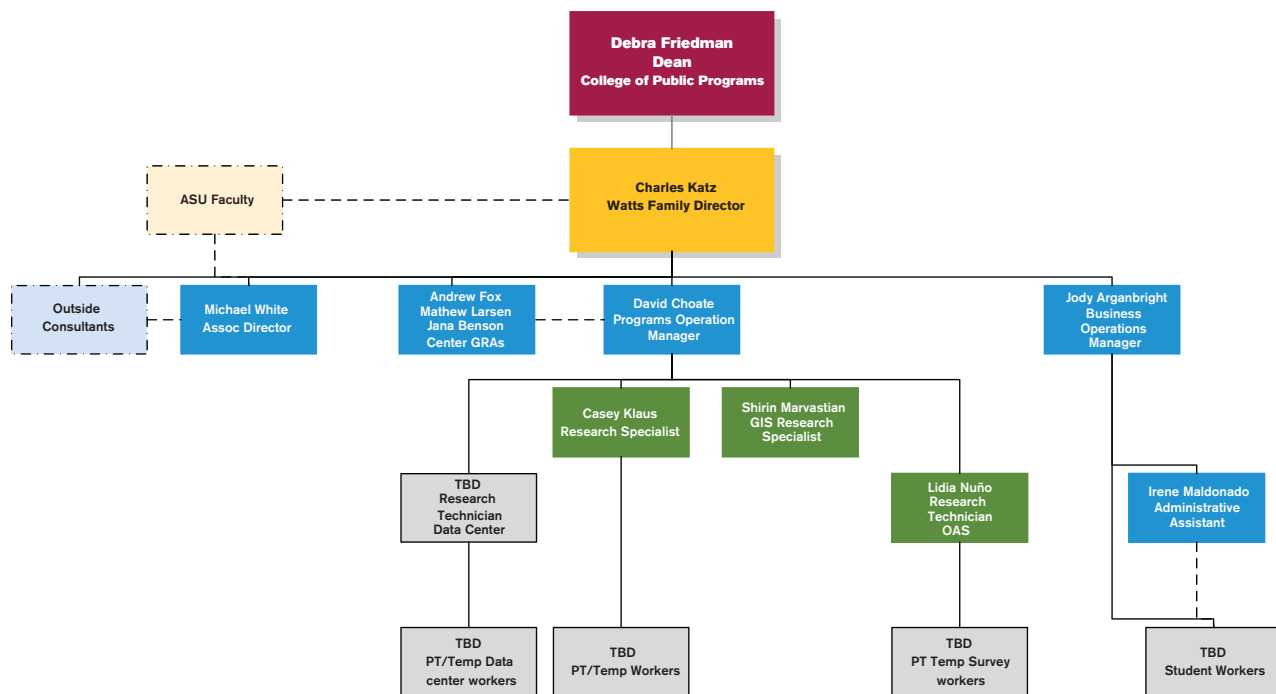 Debra Friedman
Dean
College of Public Programs
Charles Katz
Watts Family Director
ASU Faculty
Outside
Consultants
Michael White
Assoc Director
Andrew Fox
Mathew Larsen
Jana Benson
Center GRAs
David Choate
Programs Operation
Manager
Jody Arganbright
Business
Operations
Manager
Casey Klaus
Research Specialist
Shirin Marvastian
GIS Research
Specialist
TBD
Research
Technician
Data Center
Lidia Nuño
Research
Technician
OAS
Irene Maldonado
Administrative
Assistant
TBD
PT/Temp Data
center workers
TBD
PT/Temp Workers
TBD
PT Temp Survey
workers
TBD
Student Workers